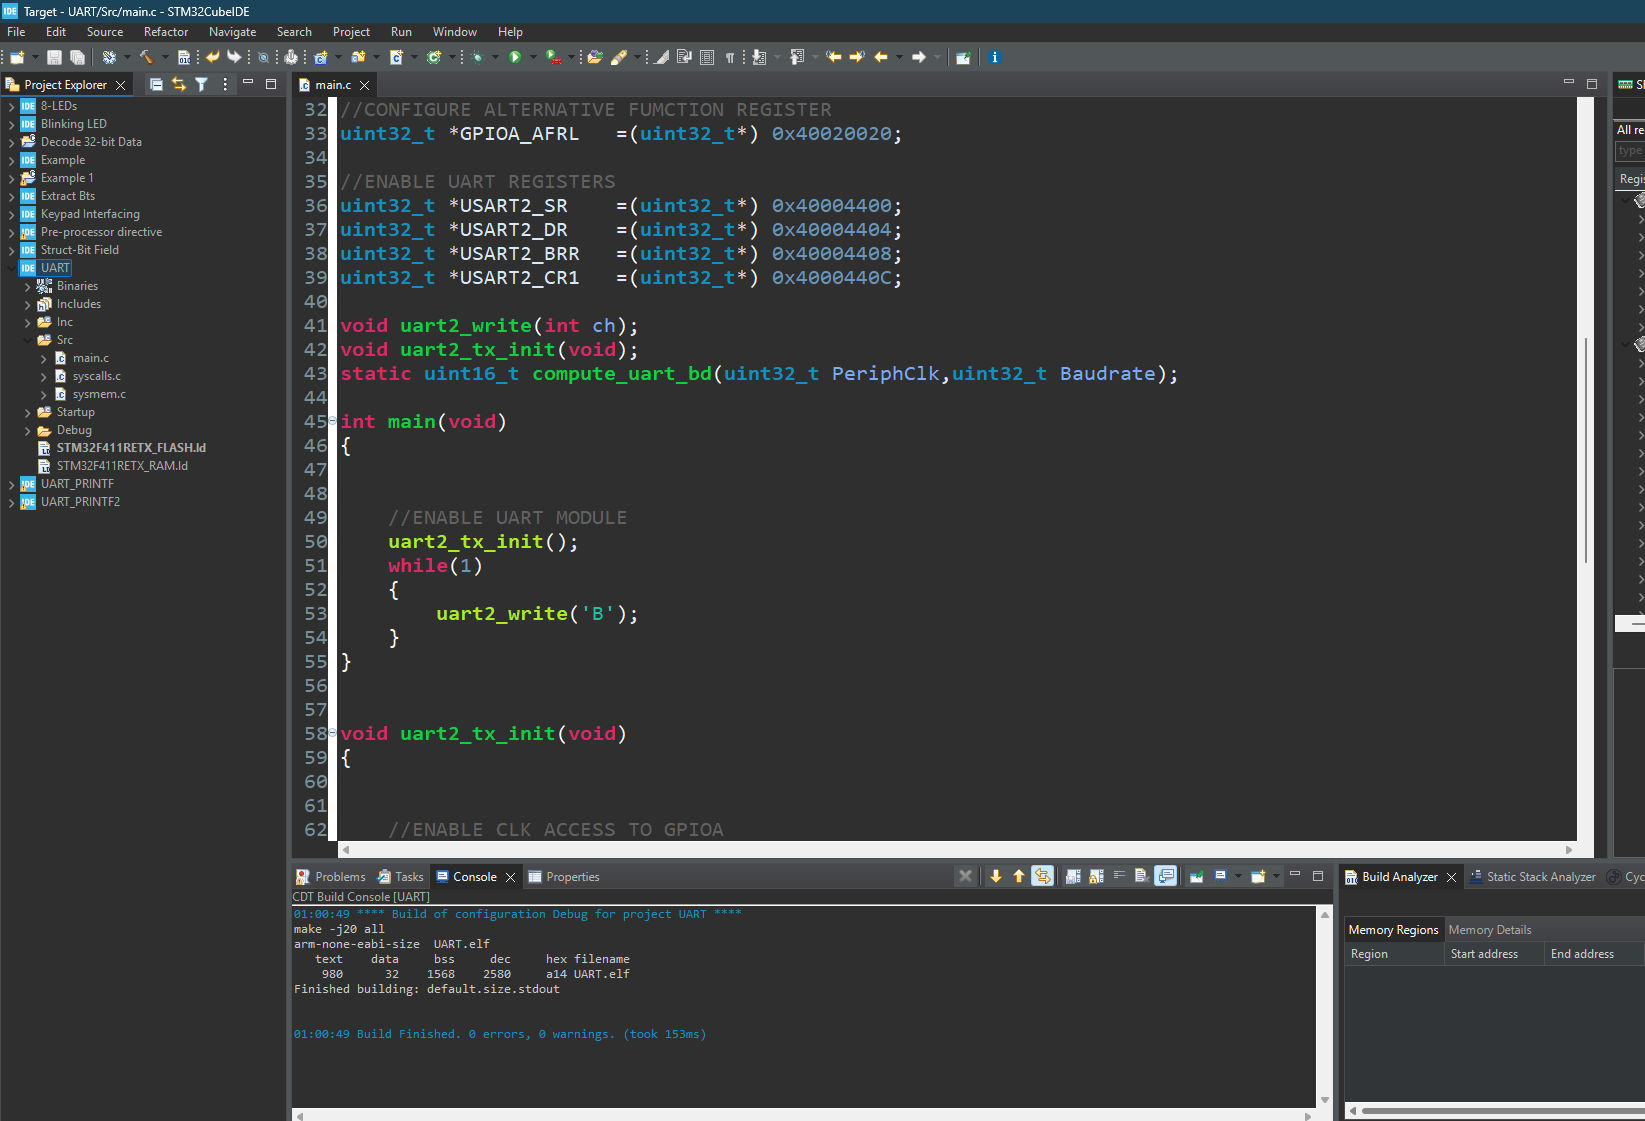 IDE Target - UART/Src/main.c - STM32CubeIDE
File Edit Source Refactor Navigate Search Project Run Window Help
Project Explorer
8-LEDs
Blinking LED
Decode 32-bit Data
Example
Example 1
Extract Bts
Keypad Interfacing
Pre-processor directive
Struct-Bit Field
UART
Binaries
Includes
Inc
Src
main.c
syscalls.c
sysmem.c
Startup
Debug
STM32F411RETX_FLASH.ld
STM32F411RETX_RAM.ld
UART_PRINTF
UART_PRINTF2
main.c
32 //CONFIGURE ALTERNATIVE FUMCTION REGISTER
33 uint32_t *GPIOA_AFRL   =(uint32_t*) 0x40020020;
34
35 //ENABLE UART REGISTERS
36 uint32_t *USART2_SR    =(uint32_t*) 0x40004400;
37 uint32_t *USART2_DR    =(uint32_t*) 0x40004404;
38 uint32_t *USART2_BRR   =(uint32_t*) 0x40004408;
39 uint32_t *USART2_CR1   =(uint32_t*) 0x4000440C;
40
41 void uart2_write(int ch);
42 void uart2_tx_init(void);
43 static uint16_t compute_uart_bd(uint32_t PeriphClk,uint32_t Baudrate);
44
45 int main(void)
46 {
47
48
49     //ENABLE UART MODULE
50     uart2_tx_init();
51     while(1)
52     {
53         uart2_write('B');
54     }
55 }
56
57
58 void uart2_tx_init(void)
59 {
60
61
62     //ENABLE CLK ACCESS TO GPIOA
All re
type
Regis
Problems Tasks Console Properties
CDT Build Console [UART]
01:00:49 **** Build of configuration Debug for project UART ****
make -j20 all
arm-none-eabi-size  UART.elf
   text    data     bss     dec     hex filename
    980      32    1568    2580     a14 UART.elf
Finished building: default.size.stdout
01:00:49 Build Finished. 0 errors, 0 warnings. (took 153ms)
Build Analyzer Static Stack Analyzer Cyc
Memory Regions Memory Details
Region Start address End address